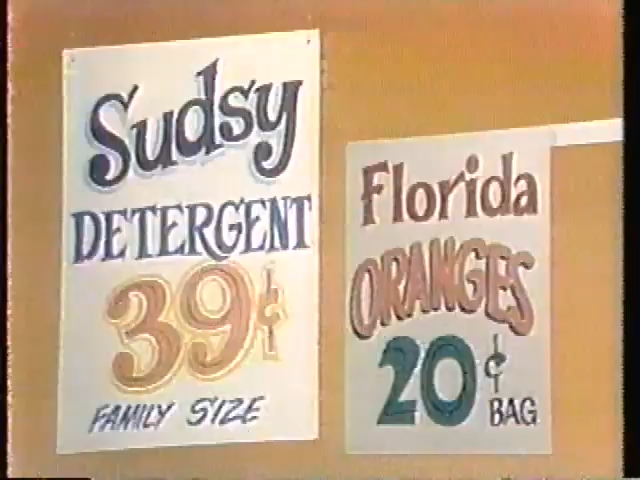 Sudsy
DETERGENT
39¢
FAMILY SIZE
Florida
ORANGES
20¢
BAG